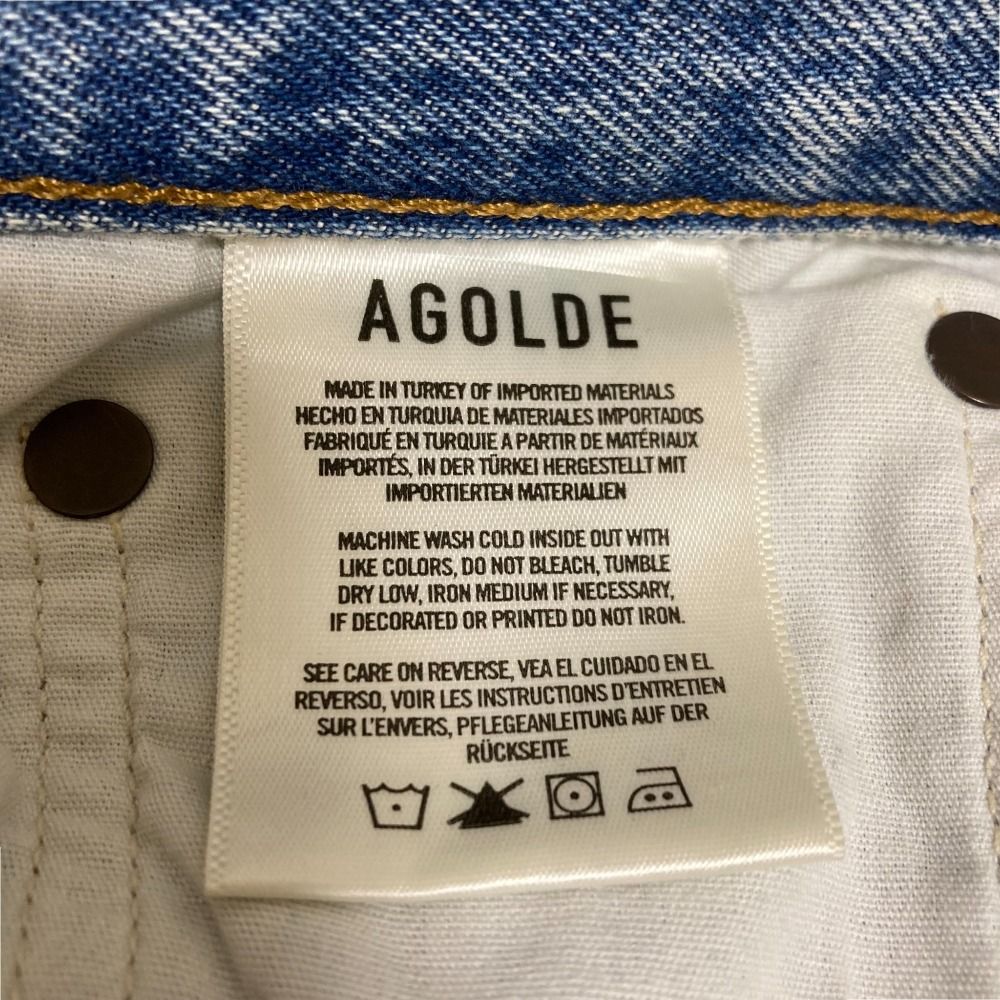 AGOLDE
MADE IN TURKEY OF IMPORTED MATERIALS
HECHO EN TURQUIA DE MATERIALES IMPORTADOS
FABRIQUÉ EN TURQUIE A PARTIR DE MATÉRIAUX
IMPORTÉS, IN DER TÜRKEI HERGESTELLT MIT
IMPORTIERTEN MATERIALIEN
MACHINE WASH COLD INSIDE OUT WITH
LIKE COLORS, DO NOT BLEACH, TUMBLE
DRY LOW, IRON MEDIUM IF NECESSARY,
IF DECORATED OR PRINTED DO NOT IRON.
SEE CARE ON REVERSE, VEA EL CUIDADO EN EL
REVERSO, VOIR LES INSTRUCTIONS D'ENTRETIEN
SUR L'ENVERS, PFLEGEANLEITUNG AUF DER
RÜCKSEITE